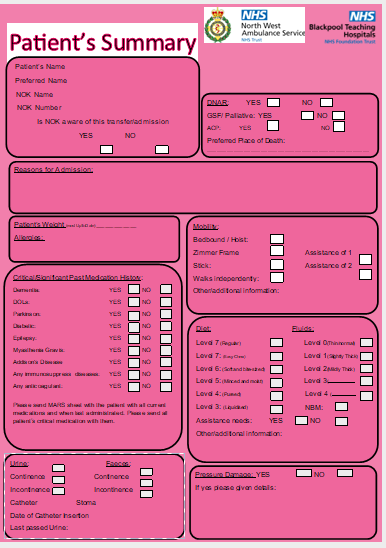 Patient's Summary
NHS
North West
Ambulance Service
NHS Trust
NHS
Blackpool Teaching
Hospitals
NHS Foundation Trust
Patient's Name
Preferred Name
NOK Name
NOK Number
Is NOK aware of this transfer/admission
YES NO
DNAR: YES NO
GSF/ Palliative: YES NO
ACP: YES NO
Preferred Place of Death:
Reasons for Admission:
Patient's Weight
Allergies:
Mobility:
Bedbound / Hoist:
Zimmer Frame Assistance of 1
Stick: Assistance of 2
Walks Independently:
Other/additional information:
Critical/Significant Past Medication History:
Dementia: YES NO
DOLs: YES NO
Parkinson: YES NO
Diabetic: YES NO
Epilepsy: YES NO
Myasthenia Gravis: YES NO
Addison's Disease YES NO
Any immunosuppress diseases: YES NO
Any anticoagulant: YES NO
Please send MAR sheet with the patient with all current
medications and when last administered. Please send all
patient's critical medication with them.
Diet: Fluids:
Level 7 (Regular) Level 0 (Thin normal)
Level 7: (Easy Chew) Level 1 (Slightly Thick)
Level 6: (Soft and bite-sized) Level 2 (Mildly Thick)
Level 5: (Minced and moist) Level 3
Level 4: (Pureed) Level 4
Level 3: (Liquidised) NBM:
Assistance needs: YES NO
Other/additional information:
Urine: Faeces:
Continence Continence
Incontinence Incontinence
Catheter Stoma
Date of Catheter Insertion
Last passed Urine:
Pressure Damage: YES NO
If yes please given details: